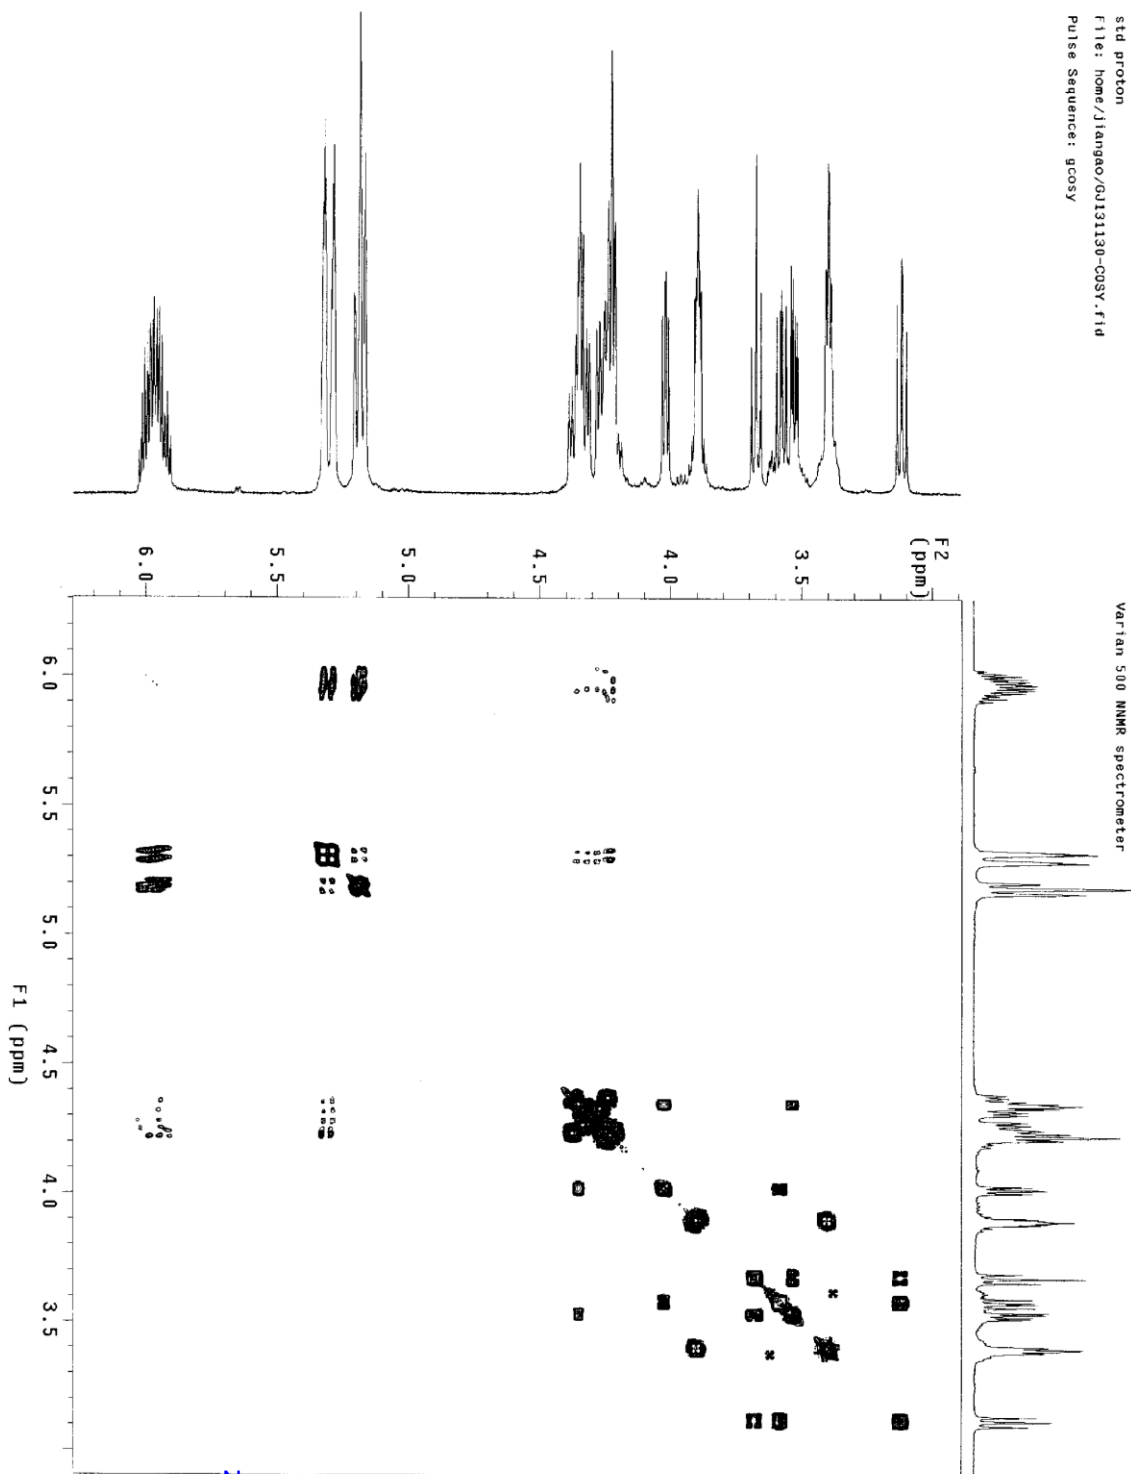 std proton
File: home/jiangao/GJ131130-COSY.fid
Pulse Sequence: gcosy
Varian 500 NNMR spectrometer
F2
(ppm)
3.5
4.0
4.5
5.0
5.5
6.0
6.0 5.5 5.0 4.5 4.0 3.5
F1 (ppm)